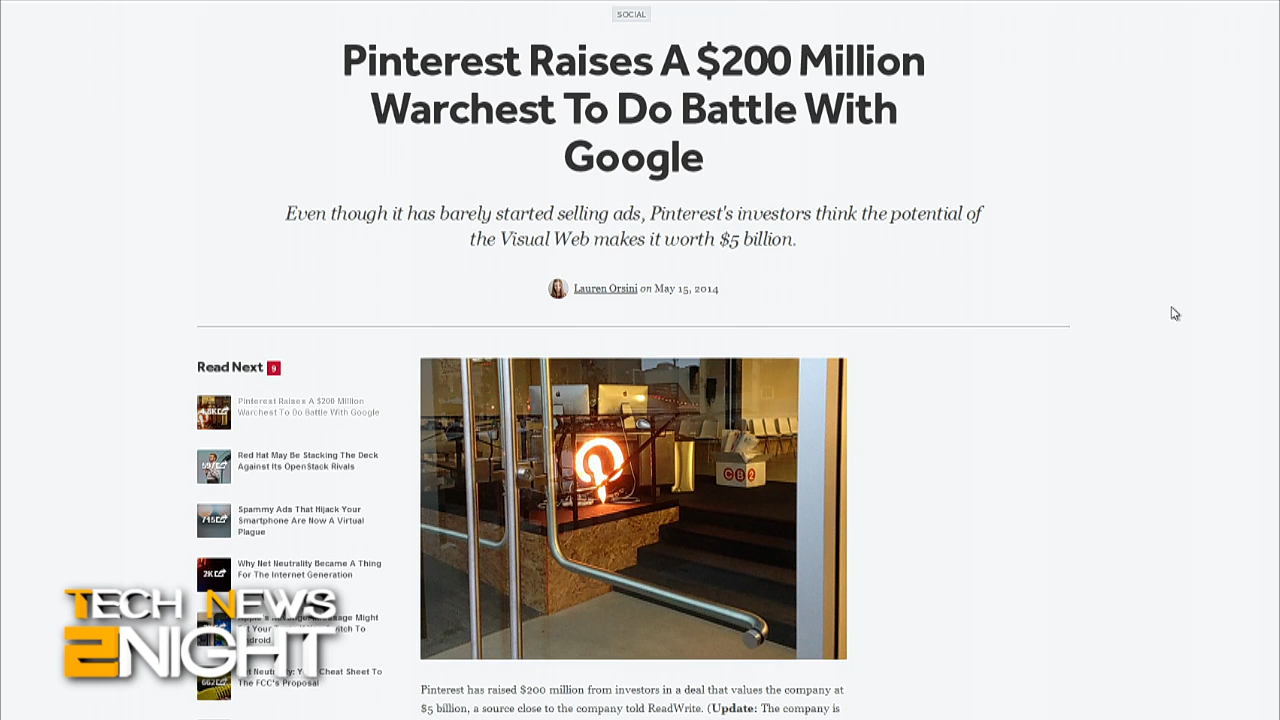 SOCIAL
Pinterest Raises A $200 Million
Warchest To Do Battle With
Google
Even though it has barely started selling ads, Pinterest's investors think the potential of
the Visual Web makes it worth $5 billion.
Lauren Orsini on May 15, 2014
Read Next 9
Pinterest Raises A $200 Million
Warchest To Do Battle With Google
Red Hat May Be Stacking The Deck
Against Its OpenStack Rivals
Spammy Ads That Hijack Your
Smartphone Are Now A Virtual
Plague
715
2K
Why Net Neutrality Became A Thing
For The Internet Generation
Might
To
Cheat Sheet To
The FCC's Proposal
662
CB2
TECH NEWS
2NIGHT
Pinterest has raised $200 million from investors in a deal that values the company at
$5 billion, a source close to the company told ReadWrite. (Update: The company is